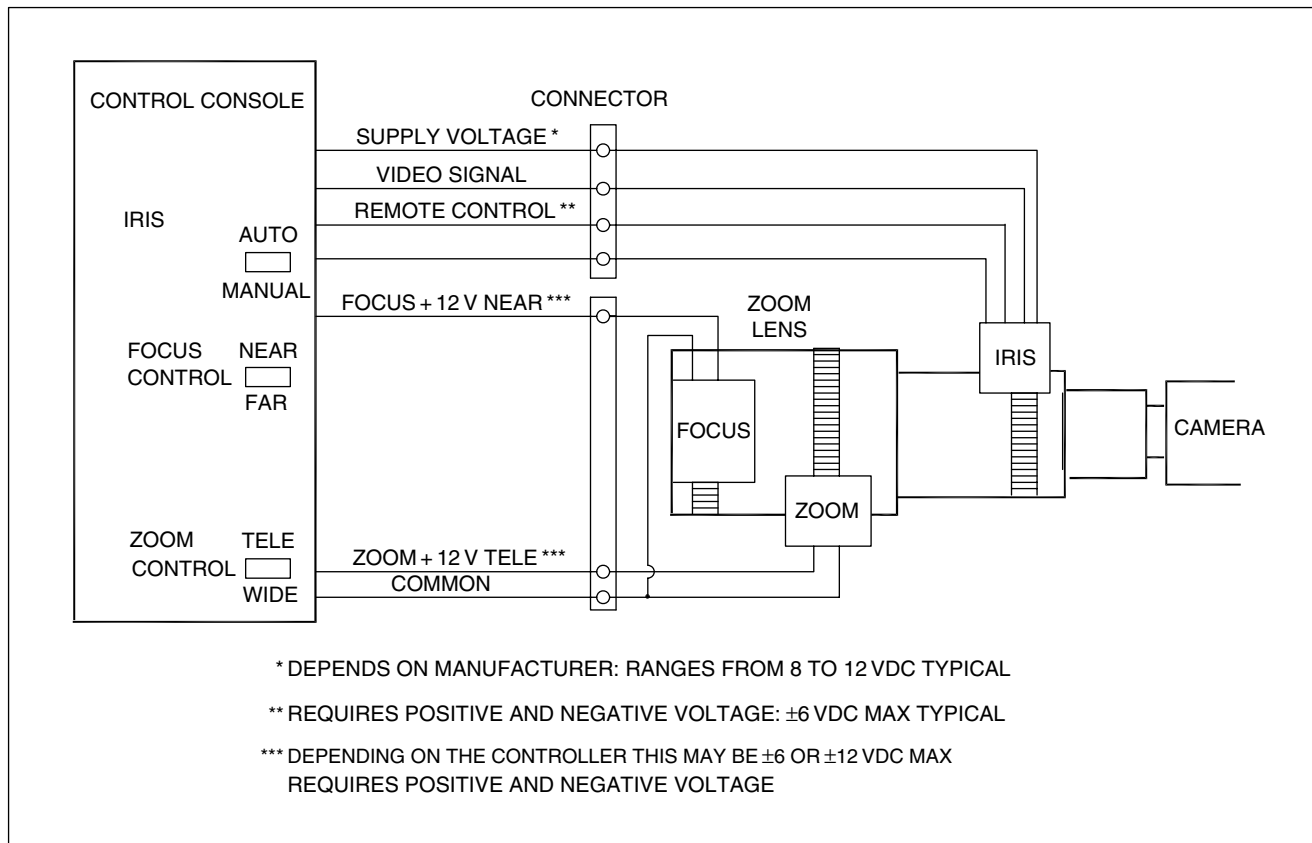 CONTROL CONSOLE
CONNECTOR
SUPPLY VOLTAGE *
VIDEO SIGNAL
REMOTE CONTROL **
IRIS
AUTO
MANUAL
FOCUS + 12 V NEAR ***
ZOOM
LENS
IRIS
FOCUS
CONTROL
NEAR
FAR
FOCUS
CAMERA
ZOOM
ZOOM
CONTROL
TELE
WIDE
ZOOM + 12 V TELE ***
COMMON
* DEPENDS ON MANUFACTURER: RANGES FROM 8 TO 12 VDC TYPICAL
** REQUIRES POSITIVE AND NEGATIVE VOLTAGE: ±6 VDC MAX TYPICAL
*** DEPENDING ON THE CONTROLLER THIS MAY BE ±6 OR ±12 VDC MAX
REQUIRES POSITIVE AND NEGATIVE VOLTAGE